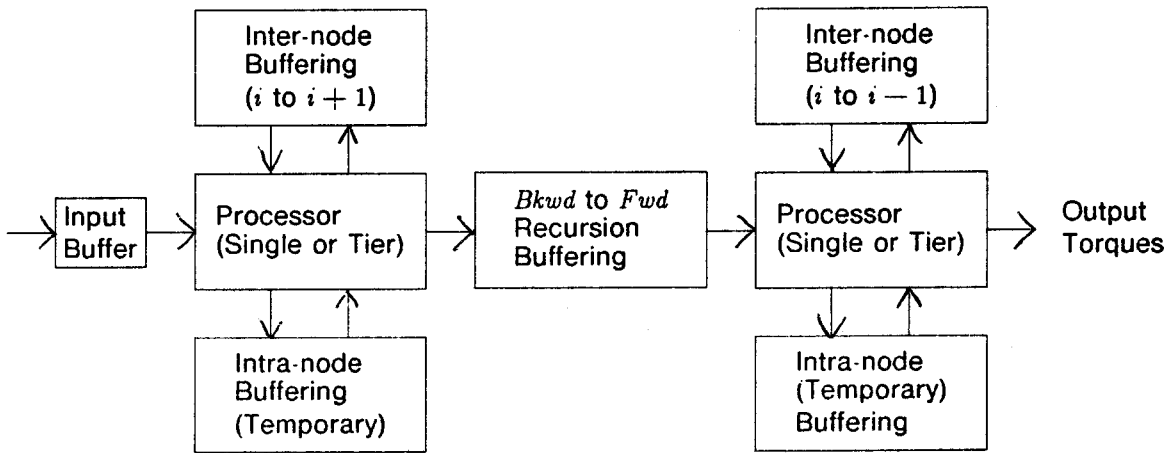 Inter-node
Buffering
(i to i + 1)
Inter-node
Buffering
(i to i − 1)
Input
Buffer
Processor
(Single or Tier)
Bkwd to Fwd
Recursion
Buffering
Processor
(Single or Tier)
Output
Torques
Intra-node
Buffering
(Temporary)
Intra-node
(Temporary)
Buffering